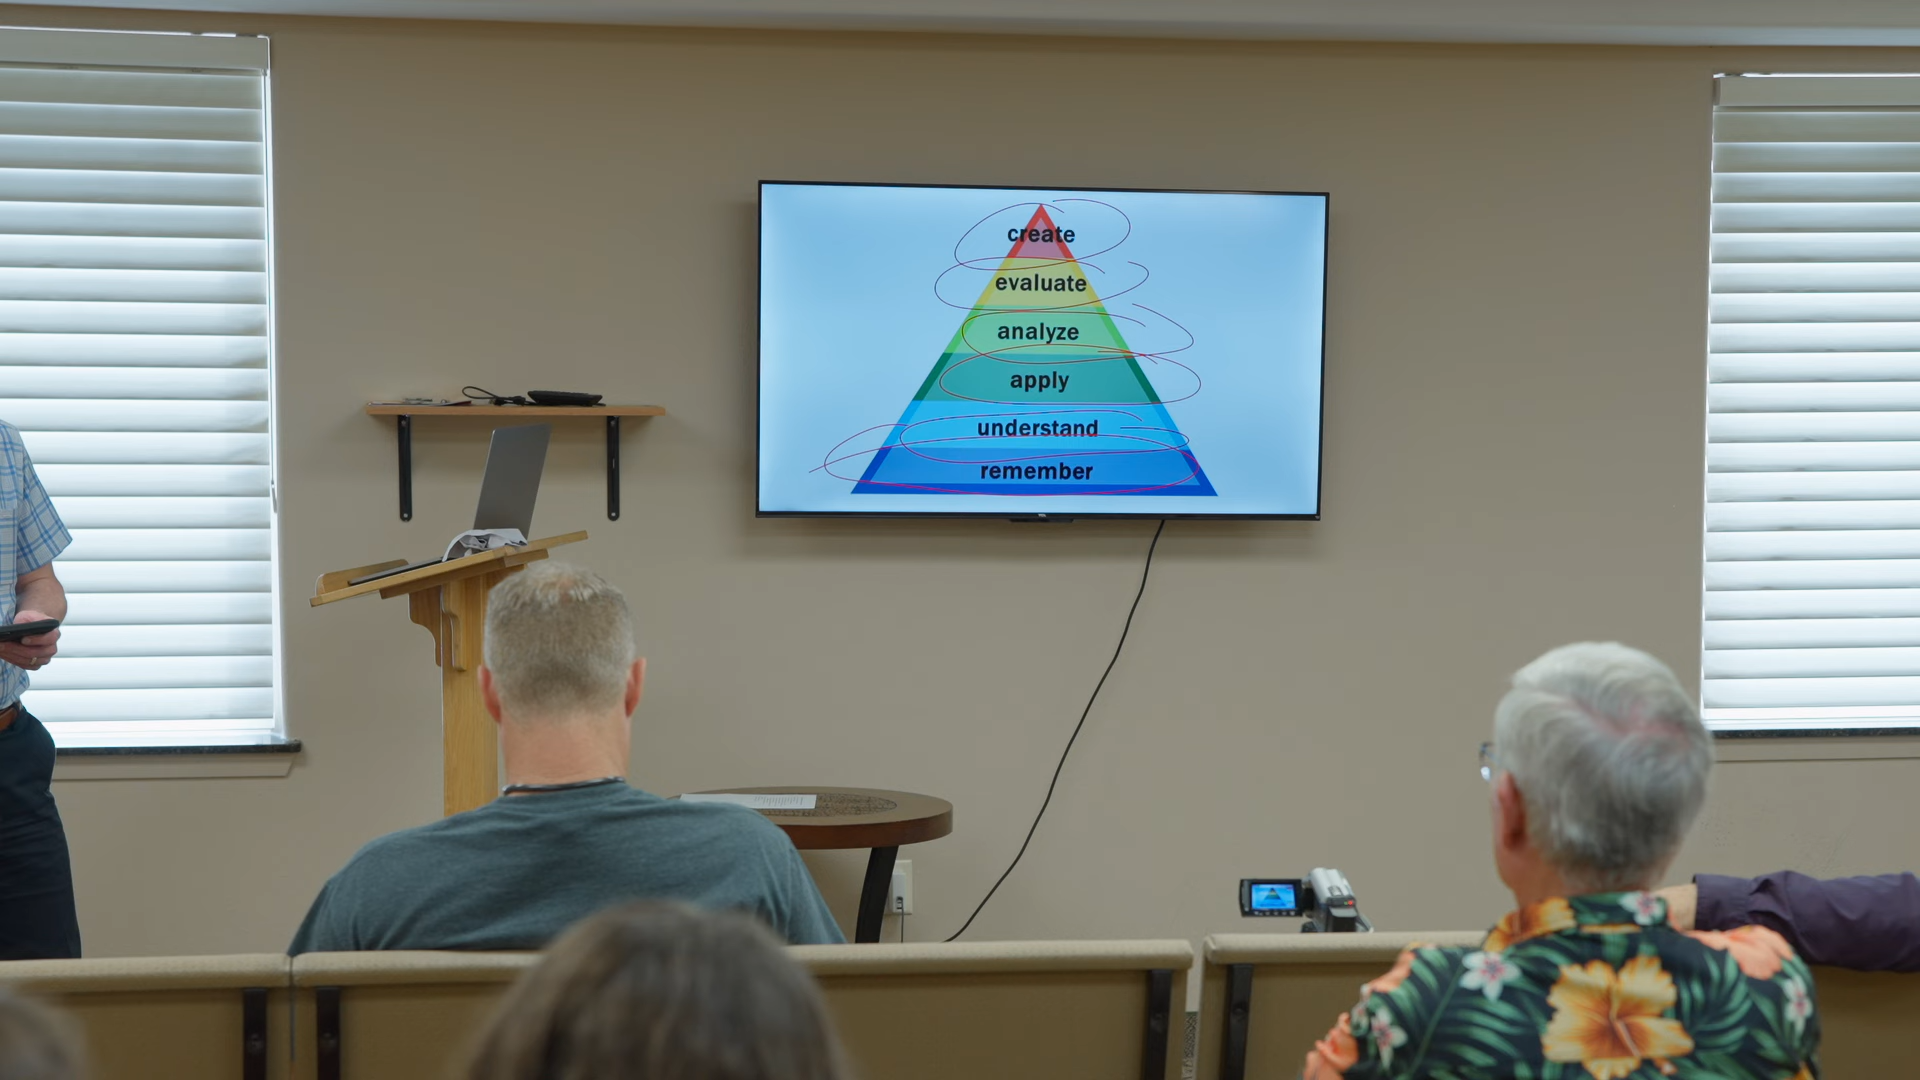 create
evaluate
analyze
apply
understand
remember